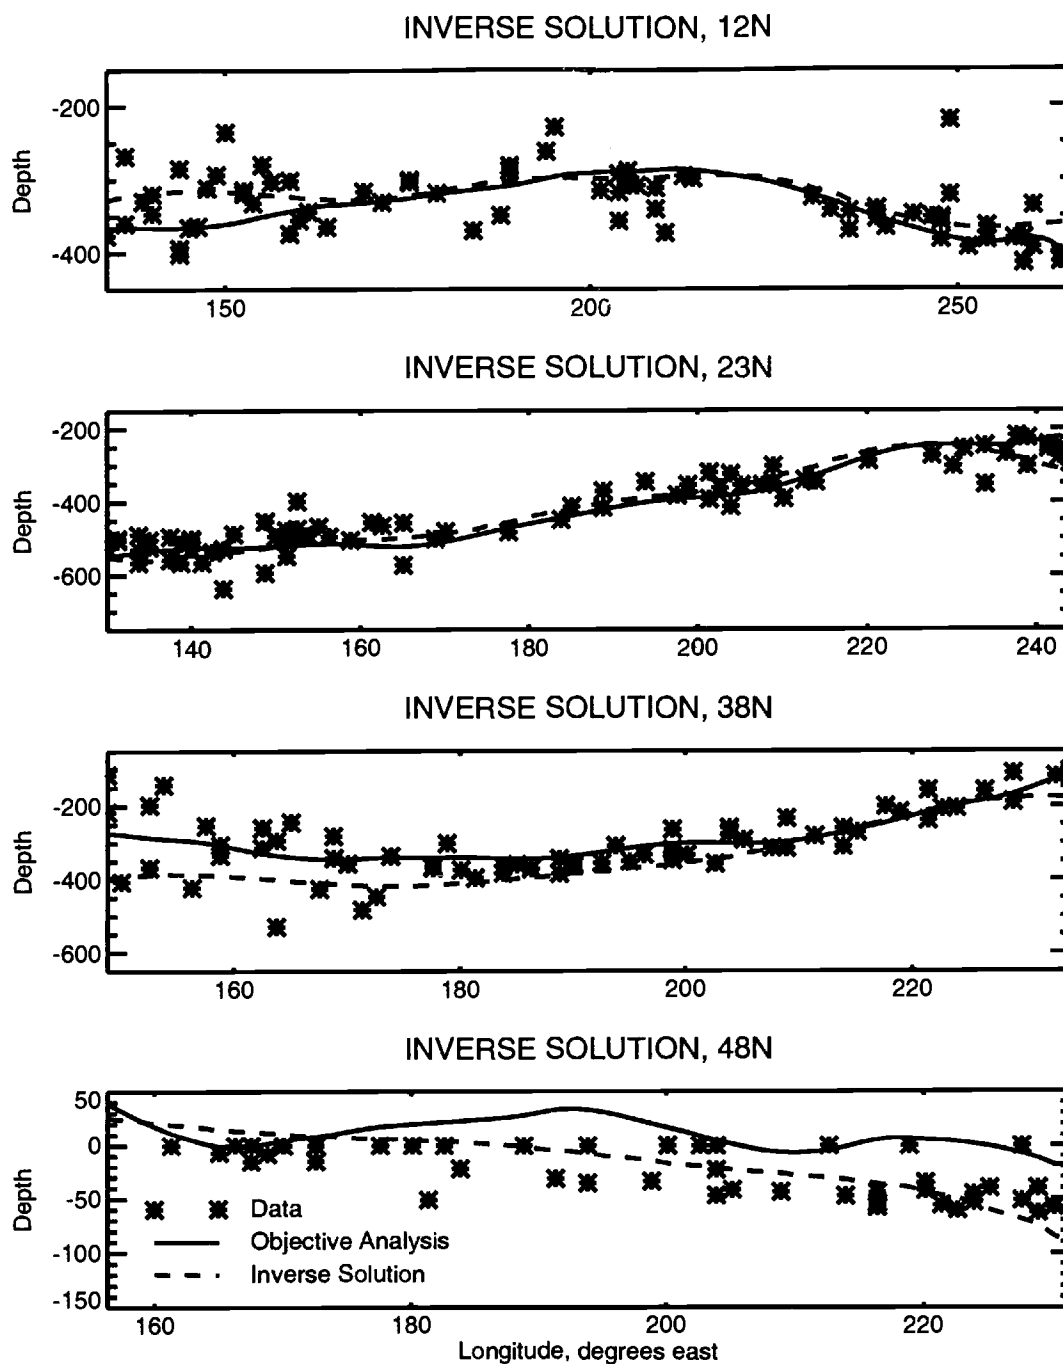 INVERSE SOLUTION, 12N
Depth
-200
-400
150
200
250
INVERSE SOLUTION, 23N
Depth
-200
-400
-600
140
160
180
200
220
240
INVERSE SOLUTION, 38N
Depth
-200
-400
-600
160
180
200
220
INVERSE SOLUTION, 48N
Depth
50
0
-50
-100
-150
Data
Objective Analysis
Inverse Solution
160
180
200
220
Longitude, degrees east